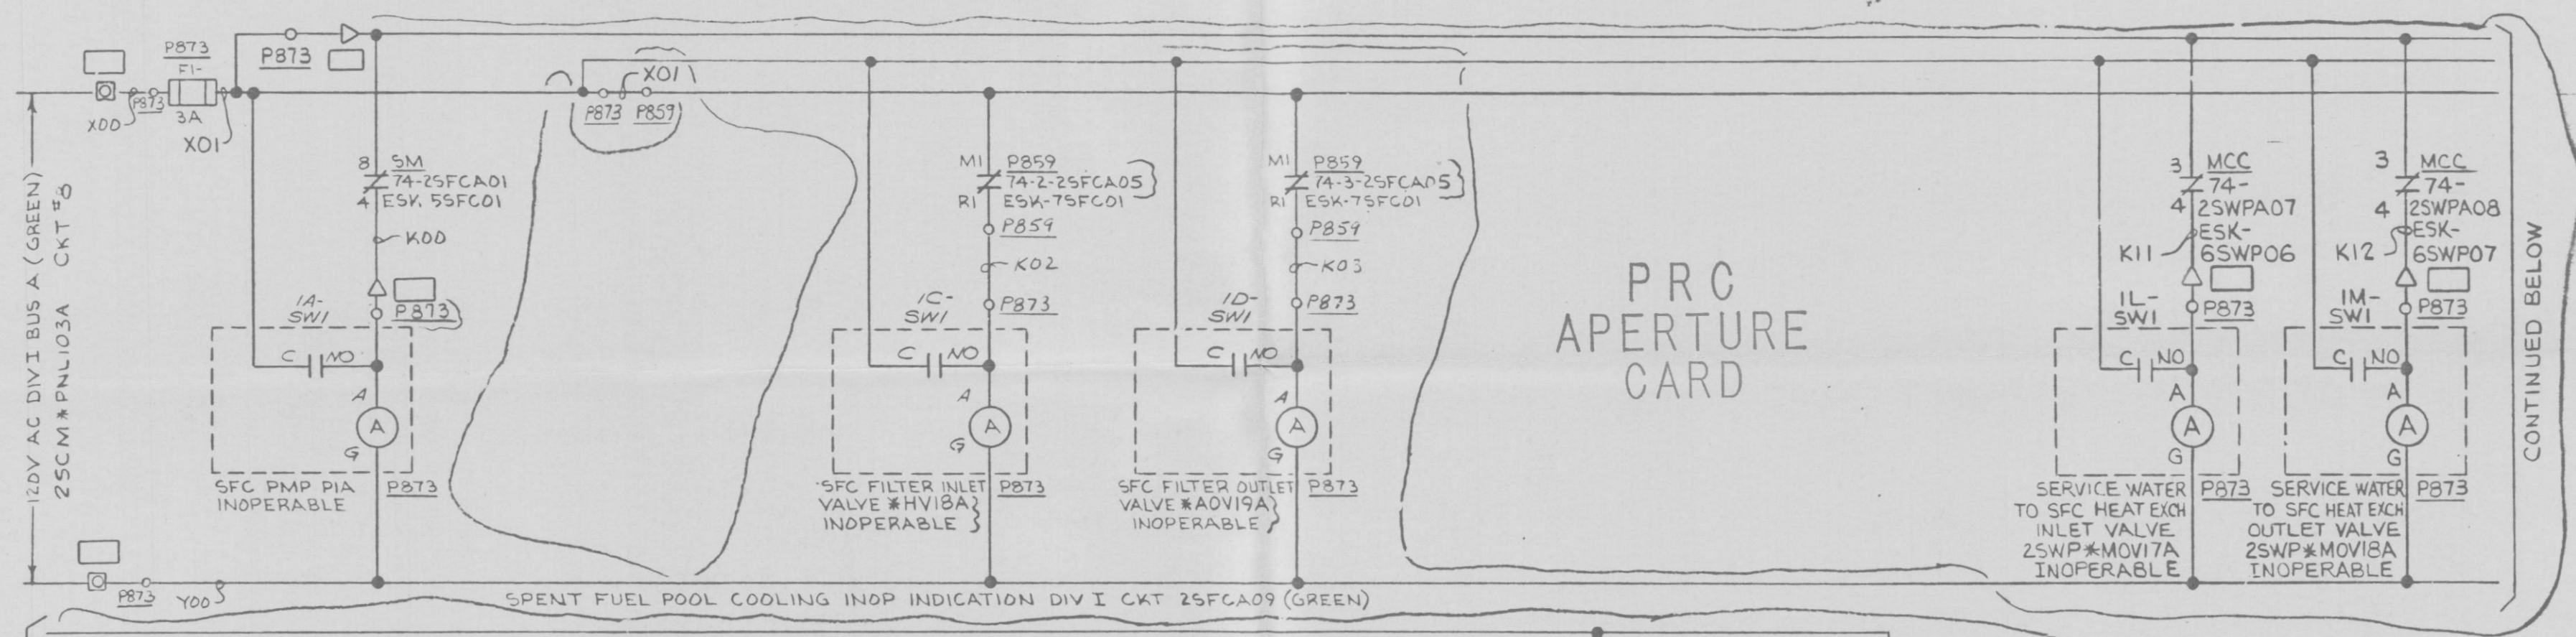 120V AC DIV I BUS A (GREEN)
2SCM*PNL103A CKT #8
X00
P873
P873
F1-
3A
X01
P873
8 SM
74-2SFCA01
4 ESK 5SFC01
K00
P873
1A-
SW1
C NO
A
A
G
SFC PMP P1A
INOPERABLE
P873
X01
P873 P859
M1 P859
74-2-2SFCA05
R1 ESK-7SFC01
P859
K02
P873
1C-
SW1
C NO
A
A
G
SFC FILTER INLET
VALVE *HV18A
INOPERABLE
P873
M1 P859
74-3-2SFCA05
R1 ESK-7SFC01
P859
K03
P873
1D-
SW1
C NO
A
A
G
SFC FILTER OUTLET
VALVE *AOV19A
INOPERABLE
P873
PRC
APERTURE
CARD
3 MCC
74-
4 2SWPA07
ESK-
6SWP06
K11
P873
1L-
SW1
C NO
A
A
G
SERVICE WATER
TO SFC HEAT EXCH
INLET VALVE
2SWP*MOV17A
INOPERABLE
P873
3 MCC
74-
4 2SWPA08
ESK-
6SWP07
K12
P873
1M-
SW1
C NO
A
A
G
SERVICE WATER
TO SFC HEAT EXCH
OUTLET VALVE
2SWP*MOV18A
INOPERABLE
P873
CONTINUED BELOW
P873
Y00
SPENT FUEL POOL COOLING INOP INDICATION DIV I CKT 2SFCA09 (GREEN)